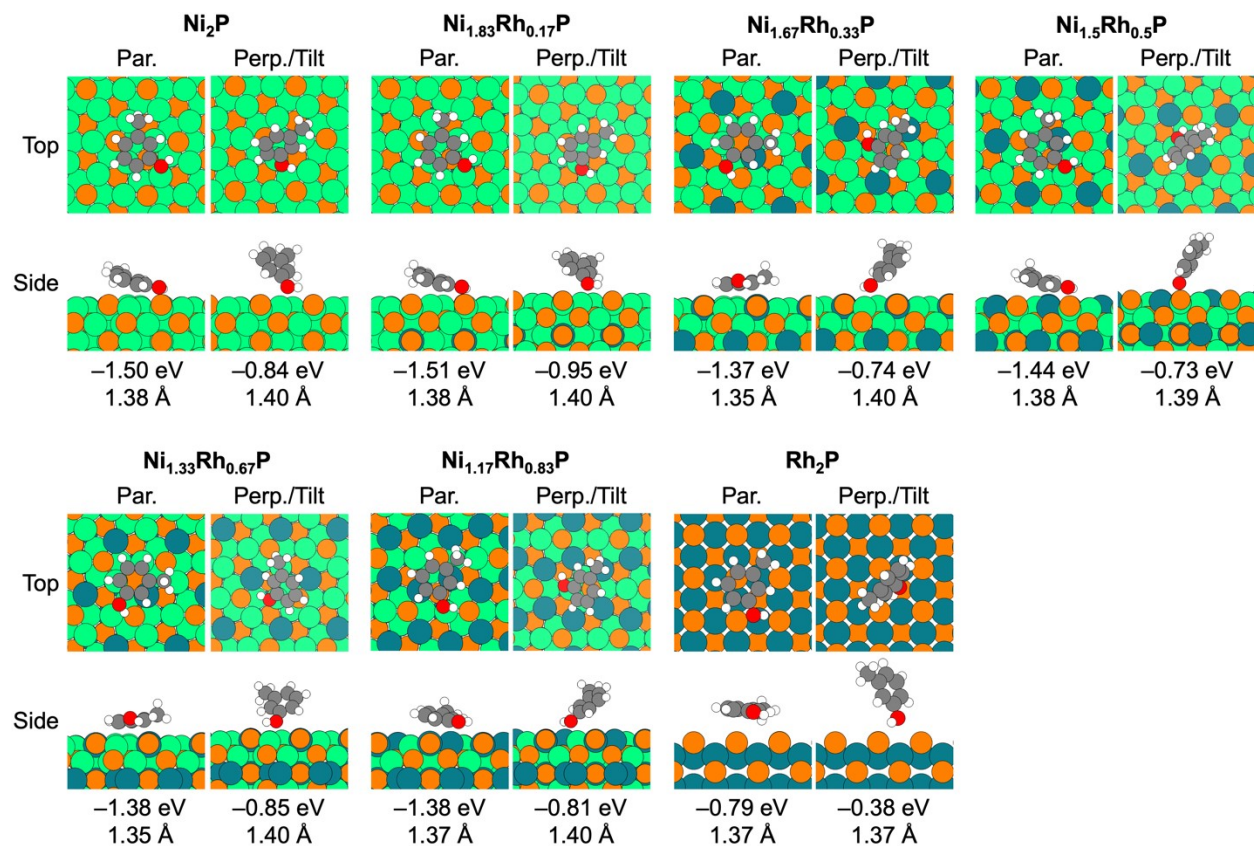 Ni₂P Ni₁.₈₃Rh₀.₁₇P Ni₁.₆₇Rh₀.₃₃P Ni₁.₅Rh₀.₅P
Par. Perp./Tilt Par. Perp./Tilt Par. Perp./Tilt Par. Perp./Tilt
Top
Side
–1.50 eV –0.84 eV –1.51 eV –0.95 eV –1.37 eV –0.74 eV –1.44 eV –0.73 eV
1.38 Å 1.40 Å 1.38 Å 1.40 Å 1.35 Å 1.40 Å 1.38 Å 1.39 Å
Ni₁.₃₃Rh₀.₆₇P Ni₁.₁₇Rh₀.₈₃P Rh₂P
Par. Perp./Tilt Par. Perp./Tilt Par. Perp./Tilt
Top
Side
–1.38 eV –0.85 eV –1.38 eV –0.81 eV –0.79 eV –0.38 eV
1.35 Å 1.40 Å 1.37 Å 1.40 Å 1.37 Å 1.37 Å